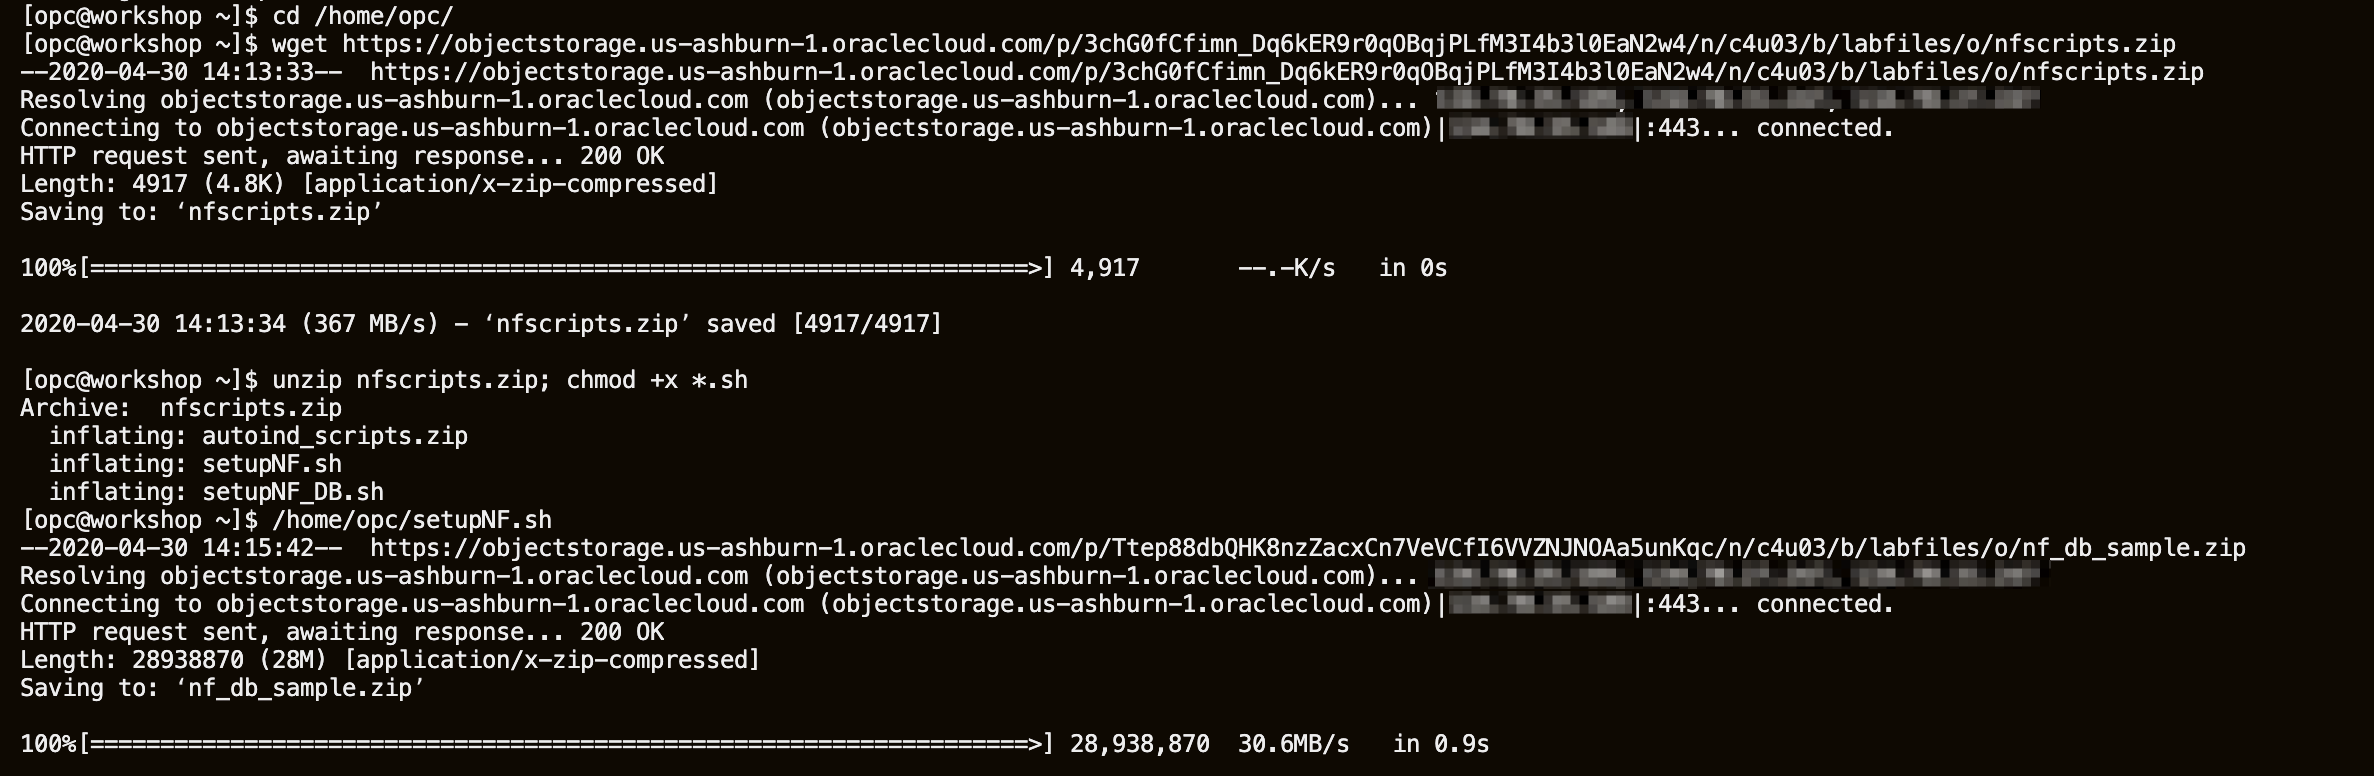 [opc@workshop ~]$ cd /home/opc/
[opc@workshop ~]$ wget https://objectstorage.us-ashburn-1.oraclecloud.com/p/3chG0fCfimn_Dq6kER9r0qOBqjPLfM3I4b3l0EaN2w4/n/c4u03/b/labfiles/o/nfscripts.zip
--2020-04-30 14:13:33--  https://objectstorage.us-ashburn-1.oraclecloud.com/p/3chG0fCfimn_Dq6kER9r0qOBqjPLfM3I4b3l0EaN2w4/n/c4u03/b/labfiles/o/nfscripts.zip
Resolving objectstorage.us-ashburn-1.oraclecloud.com (objectstorage.us-ashburn-1.oraclecloud.com)...
Connecting to objectstorage.us-ashburn-1.oraclecloud.com (objectstorage.us-ashburn-1.oraclecloud.com)| |:443... connected.
HTTP request sent, awaiting response... 200 OK
Length: 4917 (4.8K) [application/x-zip-compressed]
Saving to: ‘nfscripts.zip’
100%[===================================================================>] 4,917       --.-K/s   in 0s
2020-04-30 14:13:34 (367 MB/s) - ‘nfscripts.zip’ saved [4917/4917]
[opc@workshop ~]$ unzip nfscripts.zip; chmod +x *.sh
Archive:  nfscripts.zip
  inflating: autoind_scripts.zip
  inflating: setupNF.sh
  inflating: setupNF_DB.sh
[opc@workshop ~]$ /home/opc/setupNF.sh
--2020-04-30 14:15:42--  https://objectstorage.us-ashburn-1.oraclecloud.com/p/Ttep88dbQHK8nzZacxCn7VeVCfI6VVZNJNOAa5unKqc/n/c4u03/b/labfiles/o/nf_db_sample.zip
Resolving objectstorage.us-ashburn-1.oraclecloud.com (objectstorage.us-ashburn-1.oraclecloud.com)...
Connecting to objectstorage.us-ashburn-1.oraclecloud.com (objectstorage.us-ashburn-1.oraclecloud.com)| |:443... connected.
HTTP request sent, awaiting response... 200 OK
Length: 28938870 (28M) [application/x-zip-compressed]
Saving to: ‘nf_db_sample.zip’
100%[===================================================================>] 28,938,870  30.6MB/s   in 0.9s